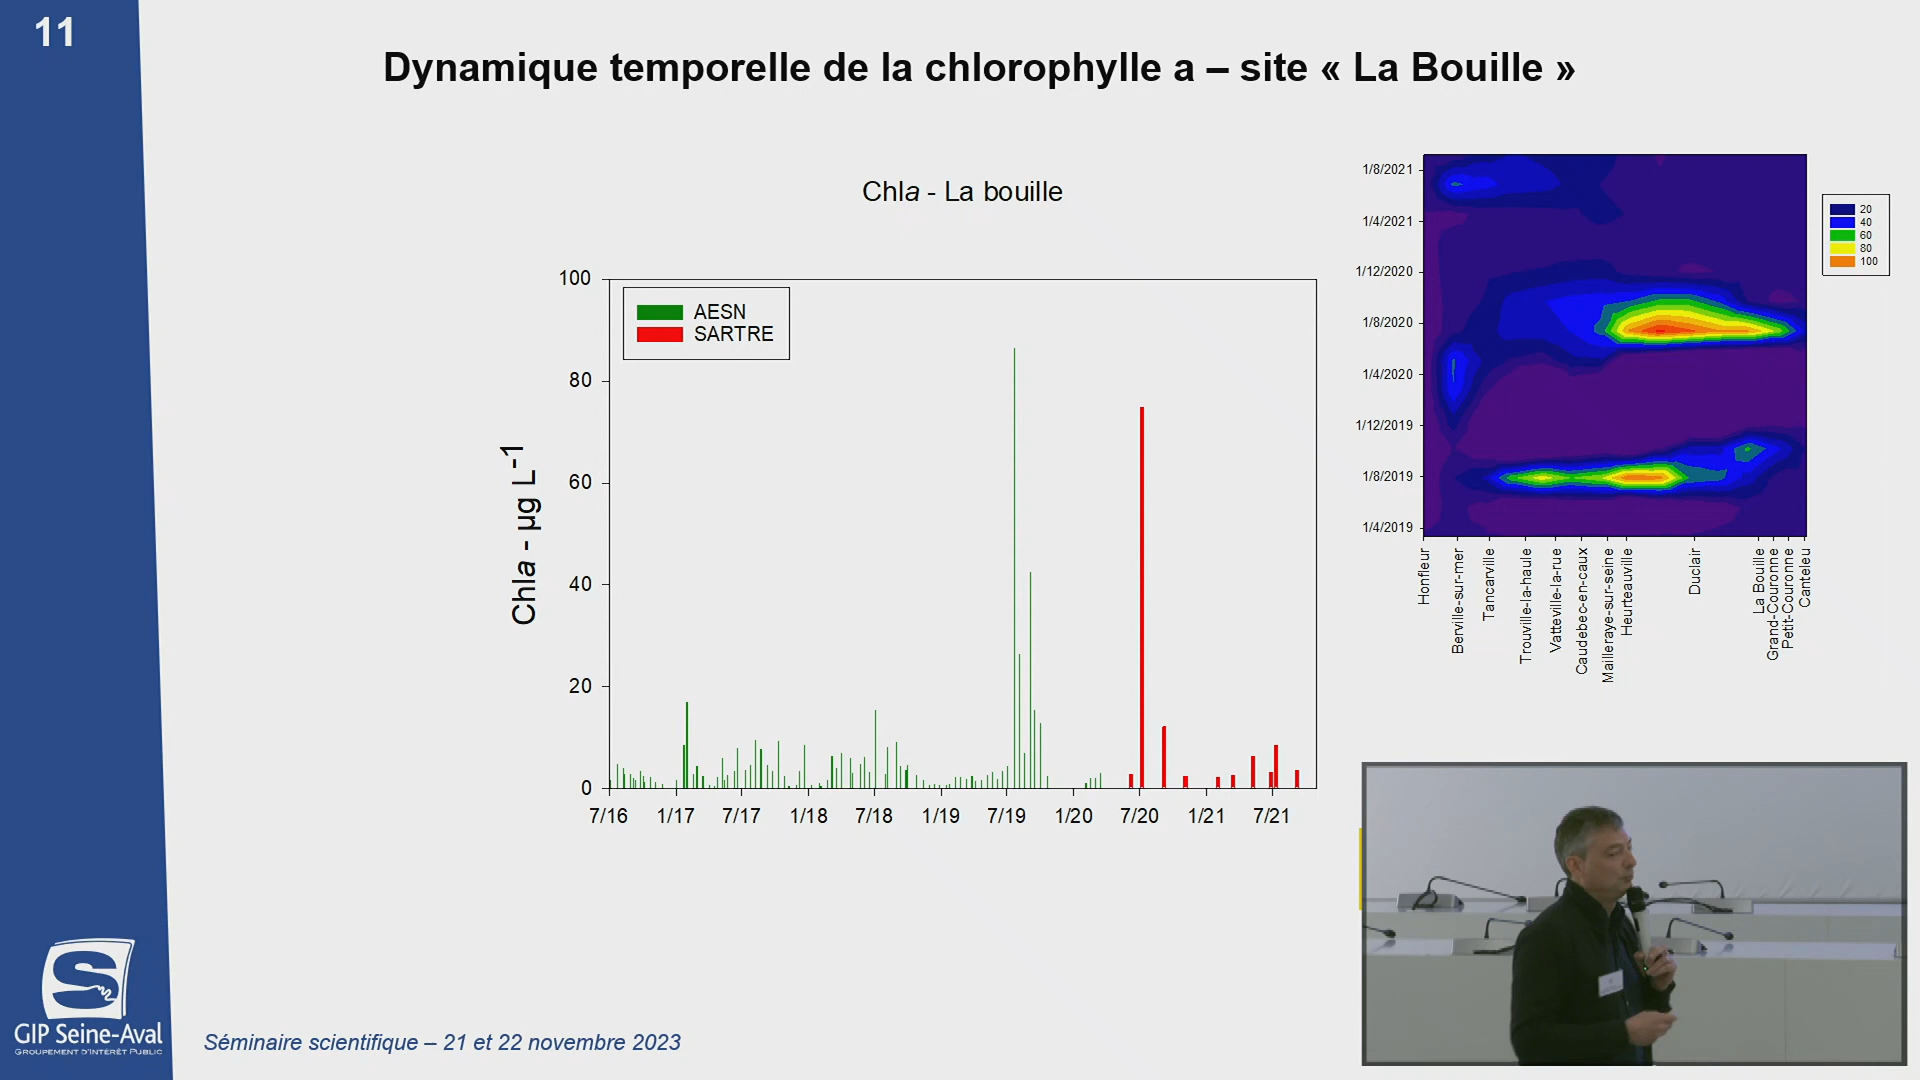 11
Dynamique temporelle de la chlorophylle a – site « La Bouille »
Chla - La bouille
AESN
SARTRE
Chla - µg L-1
100
80
60
40
20
0
7/16 1/17 7/17 1/18 7/18 1/19 7/19 1/20 7/20 1/21 7/21
1/8/2021
1/4/2021
1/12/2020
1/8/2020
1/4/2020
1/12/2019
1/8/2019
1/4/2019
Honfleur
Berville-sur-mer
Tancarville
Trouville-la-haule
Vatteville-la-rue
Caudebec-en-caux
Mailleraye-sur-seine
Heurteauville
Duclair
La Bouille
Grand-Couronne
Petit-Couronne
Canteleu
20
40
60
80
100
S
GIP Seine-Aval
GROUPEMENT D'INTÉRÊT PUBLIC
Séminaire scientifique – 21 et 22 novembre 2023